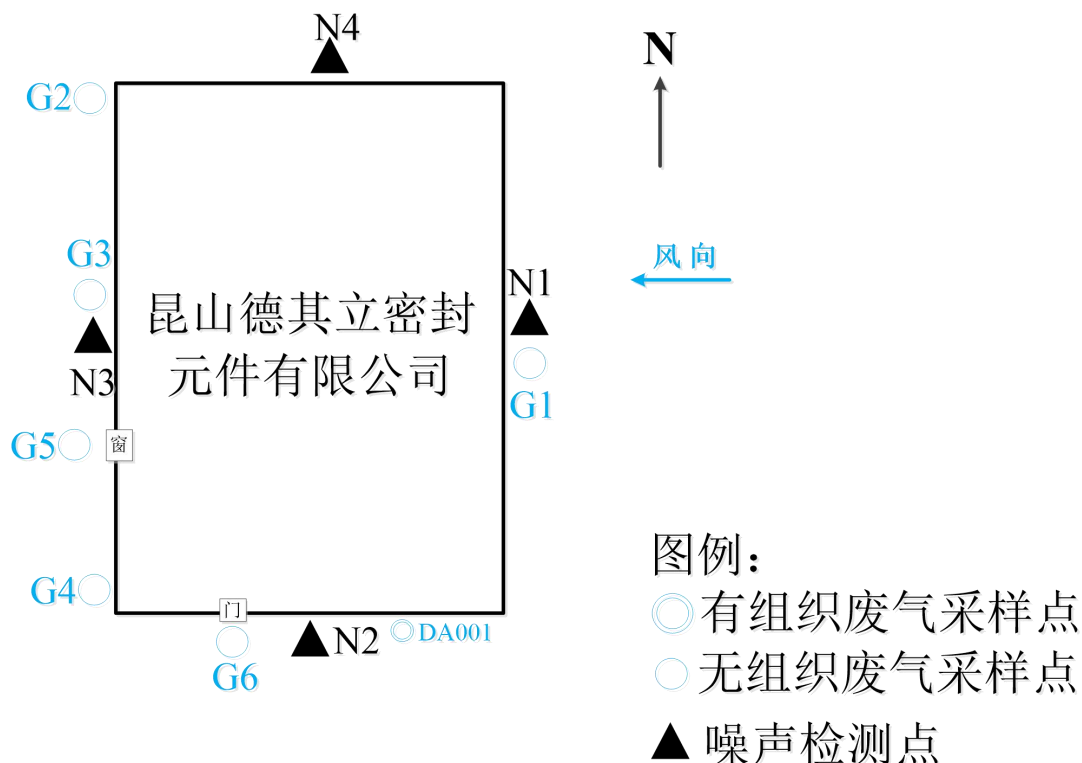 N4
N
G2
G3
风向
N1
昆山德其立密封
元件有限公司
N3
G1
G5
窗
图例：
G4
门
有组织废气采样点
N2
DA001
G6
无组织废气采样点
噪声检测点